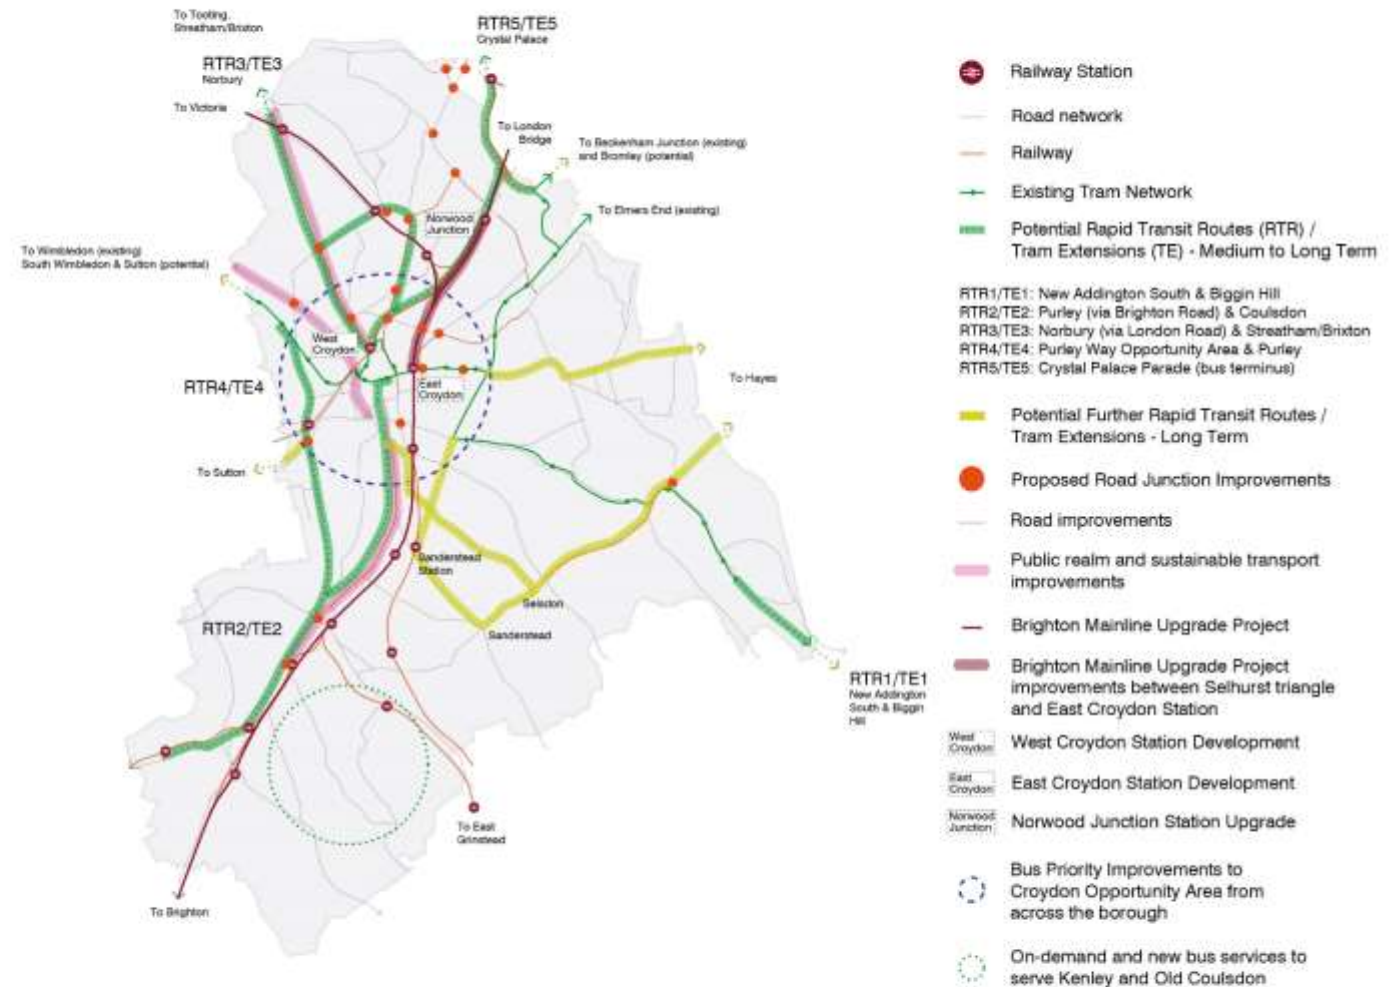 To Tooting,
Streatham/Brixton
RTR3/TE3
Norbury
To Victoria
RTR5/TE5
Crystal Palace
To London
Bridge
To Beckenham Junction (existing)
and Bromley (potential)
To Elmers End (existing)
Norwood
Junction
To Wimbledon (existing)
South Wimbledon & Sutton (potential)
West
Croydon
East
Croydon
RTR4/TE4
To Hayes
To Sutton
Sanderstead
Station
Selsdon
Sanderstead
RTR2/TE2
RTR1/TE1
New Addington
South & Biggin
Hill
To East
Grinstead
To Brighton
Railway Station
Road network
Railway
Existing Tram Network
Potential Rapid Transit Routes (RTR) /
Tram Extensions (TE) - Medium to Long Term
RTR1/TE1: New Addington South & Biggin Hill
RTR2/TE2: Purley (via Brighton Road) & Coulsdon
RTR3/TE3: Norbury (via London Road) & Streatham/Brixton
RTR4/TE4: Purley Way Opportunity Area & Purley
RTR5/TE5: Crystal Palace Parade (bus terminus)
Potential Further Rapid Transit Routes /
Tram Extensions - Long Term
Proposed Road Junction Improvements
Road improvements
Public realm and sustainable transport
improvements
Brighton Mainline Upgrade Project
Brighton Mainline Upgrade Project
improvements between Selhurst triangle
and East Croydon Station
West
Croydon
West Croydon Station Development
East
Croydon
East Croydon Station Development
Norwood
Junction
Norwood Junction Station Upgrade
Bus Priority Improvements to
Croydon Opportunity Area from
across the borough
On-demand and new bus services to
serve Kenley and Old Coulsdon